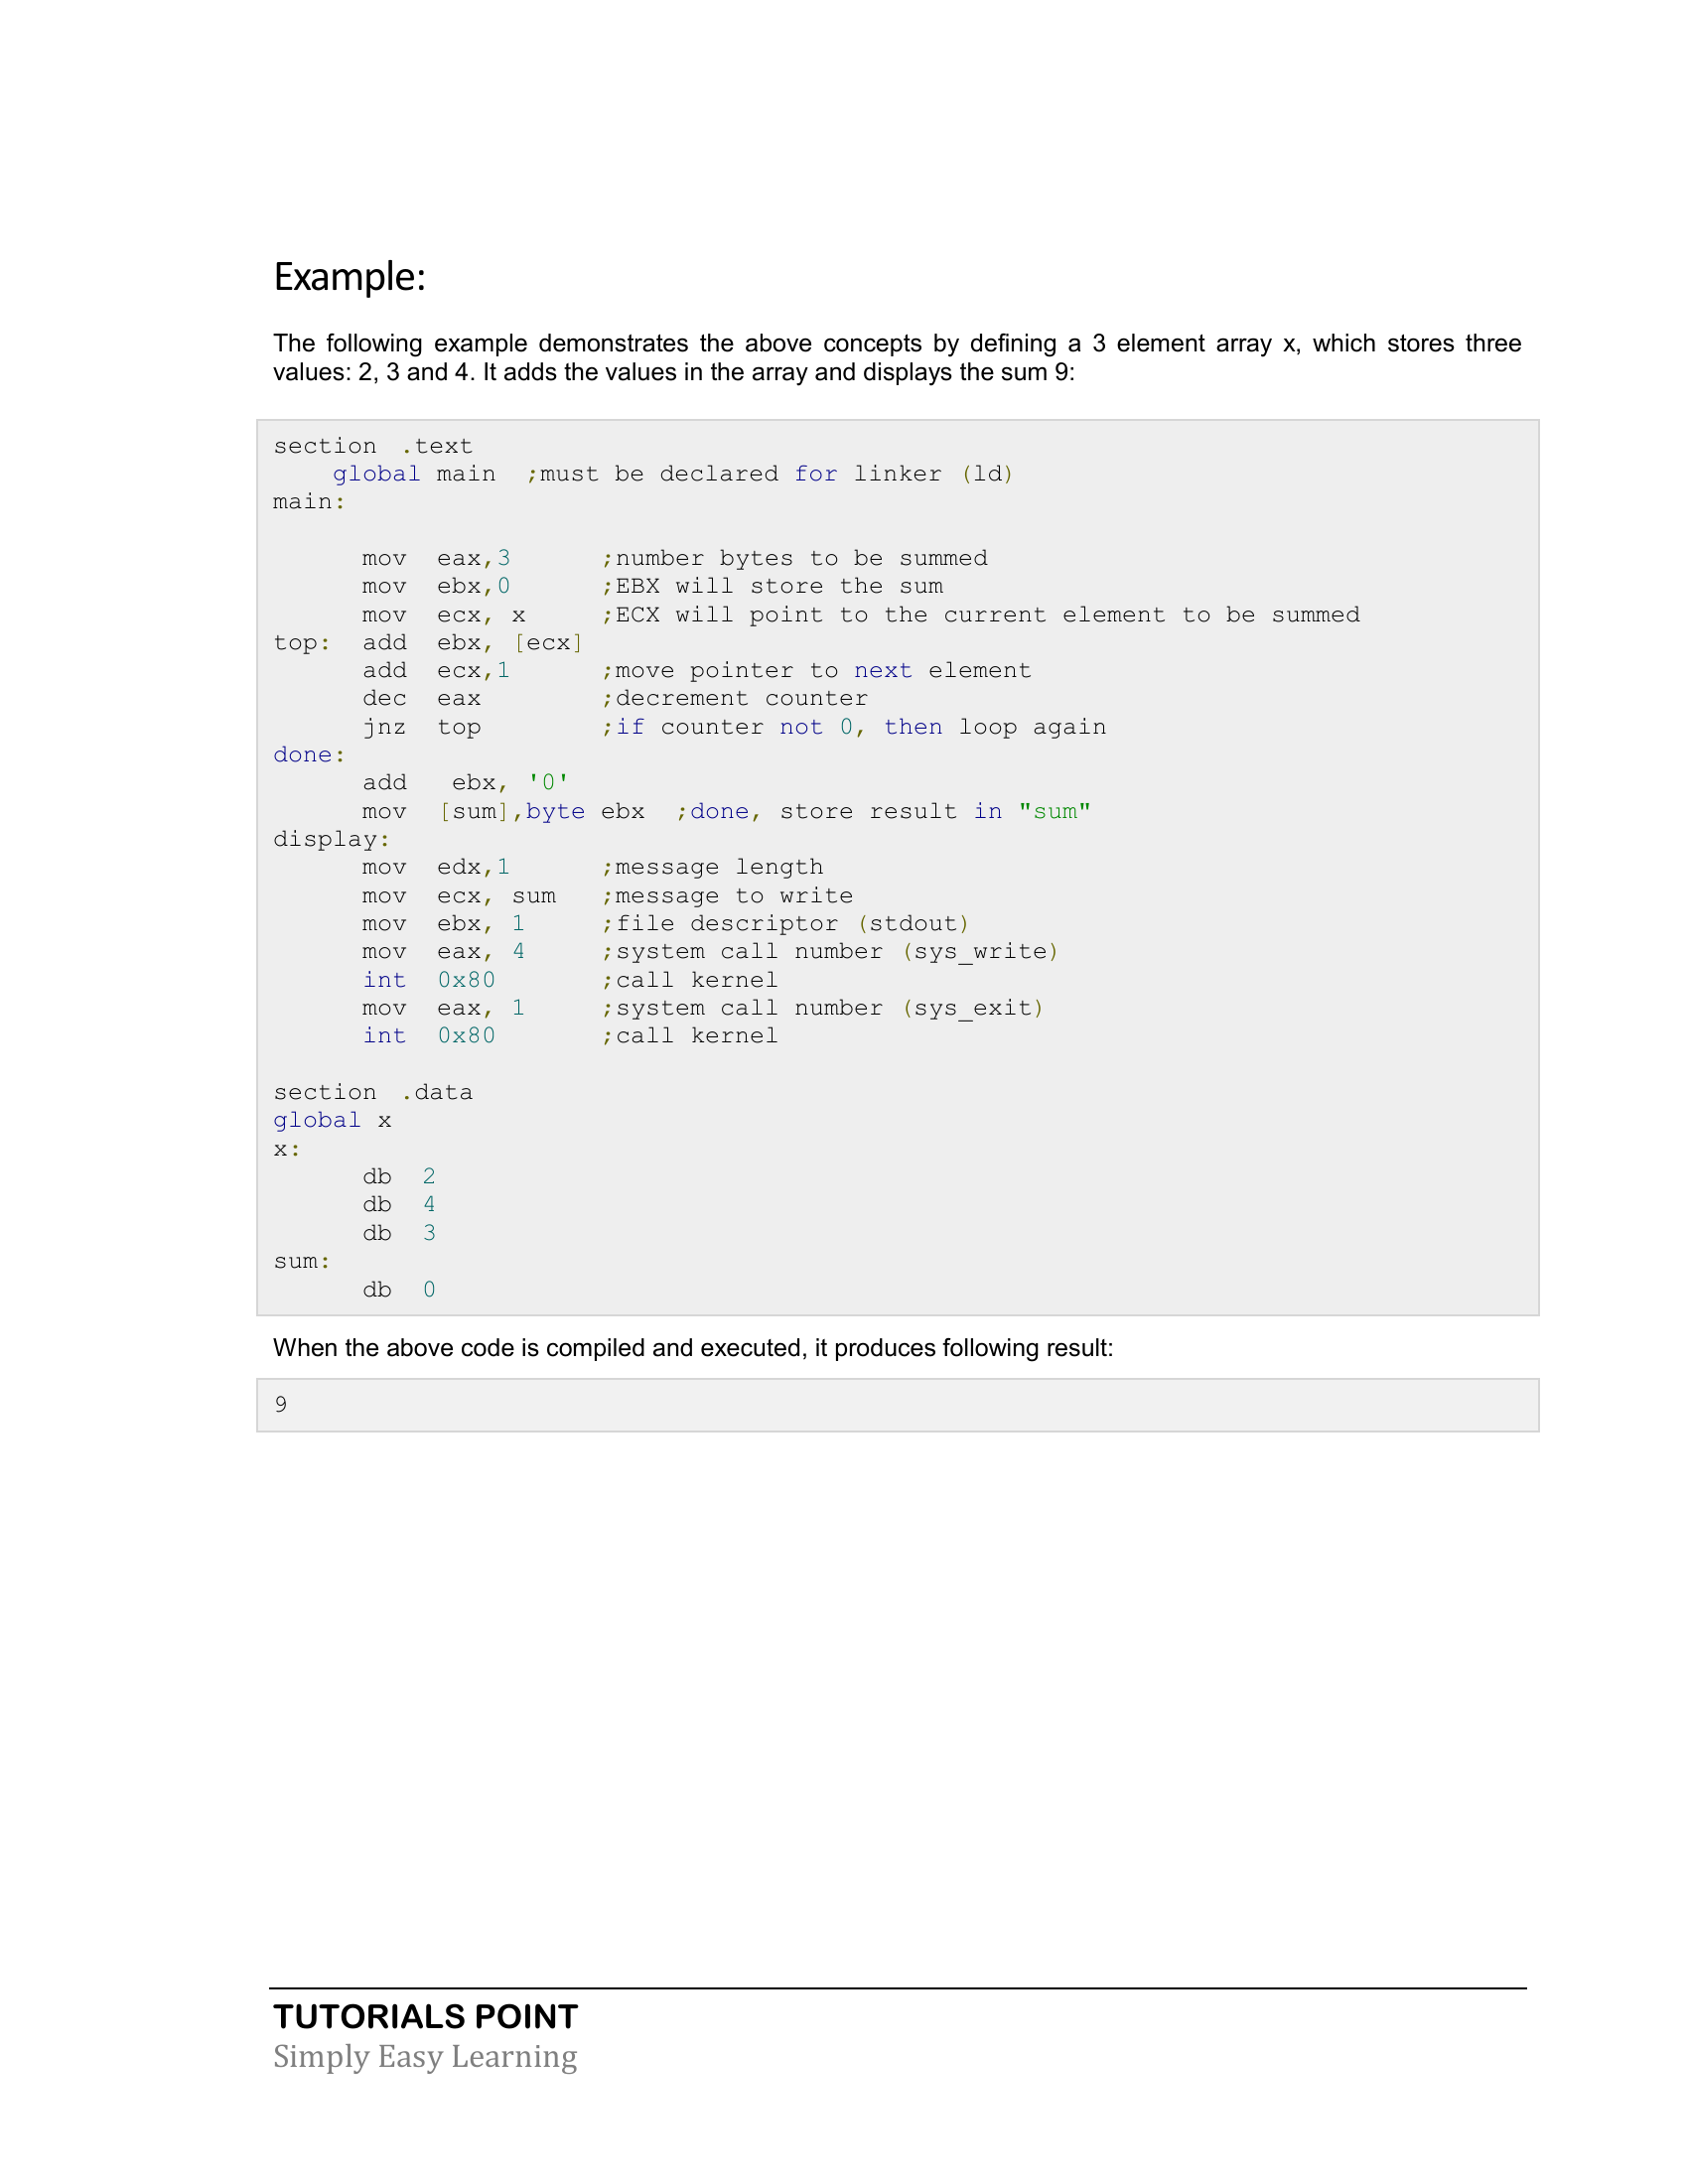 Example:
The following example demonstrates the above concepts by defining a 3 element array x, which stores three
values: 2, 3 and 4. It adds the values in the array and displays the sum 9:
section .text
    global main  ;must be declared for linker (ld)
main:
      mov  eax,3      ;number bytes to be summed
      mov  ebx,0      ;EBX will store the sum
      mov  ecx, x     ;ECX will point to the current element to be summed
top:  add  ebx, [ecx]
      add  ecx,1      ;move pointer to next element
      dec  eax        ;decrement counter
      jnz  top        ;if counter not 0, then loop again
done:
      add   ebx, '0'
      mov  [sum],byte ebx  ;done, store result in "sum"
display:
      mov  edx,1      ;message length
      mov  ecx, sum   ;message to write
      mov  ebx, 1     ;file descriptor (stdout)
      mov  eax, 4     ;system call number (sys_write)
      int  0x80       ;call kernel
      mov  eax, 1     ;system call number (sys_exit)
      int  0x80       ;call kernel
section .data
global x
x:
      db  2
      db  4
      db  3
sum:
      db  0
When the above code is compiled and executed, it produces following result:
9
TUTORIALS POINT
Simply Easy Learning